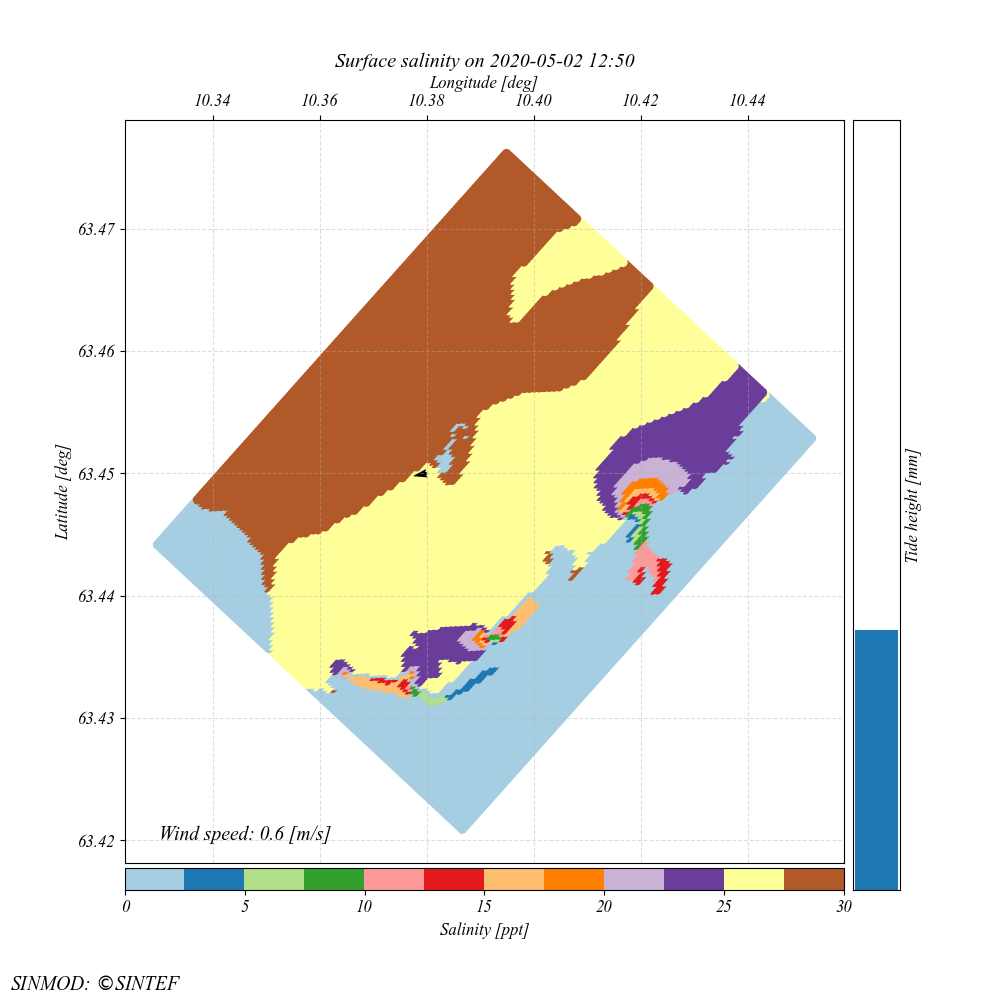 Surface salinity on 2020-05-02 12:50
Longitude [deg]
10.34 10.36 10.38 10.40 10.42 10.44
63.47
63.46
63.45
63.44
63.43
63.42
Latitude [deg]
Tide height [mm]
Wind speed: 0.6 [m/s]
0 5 10 15 20 25 30
Salinity [ppt]
SINMOD: ©SINTEF